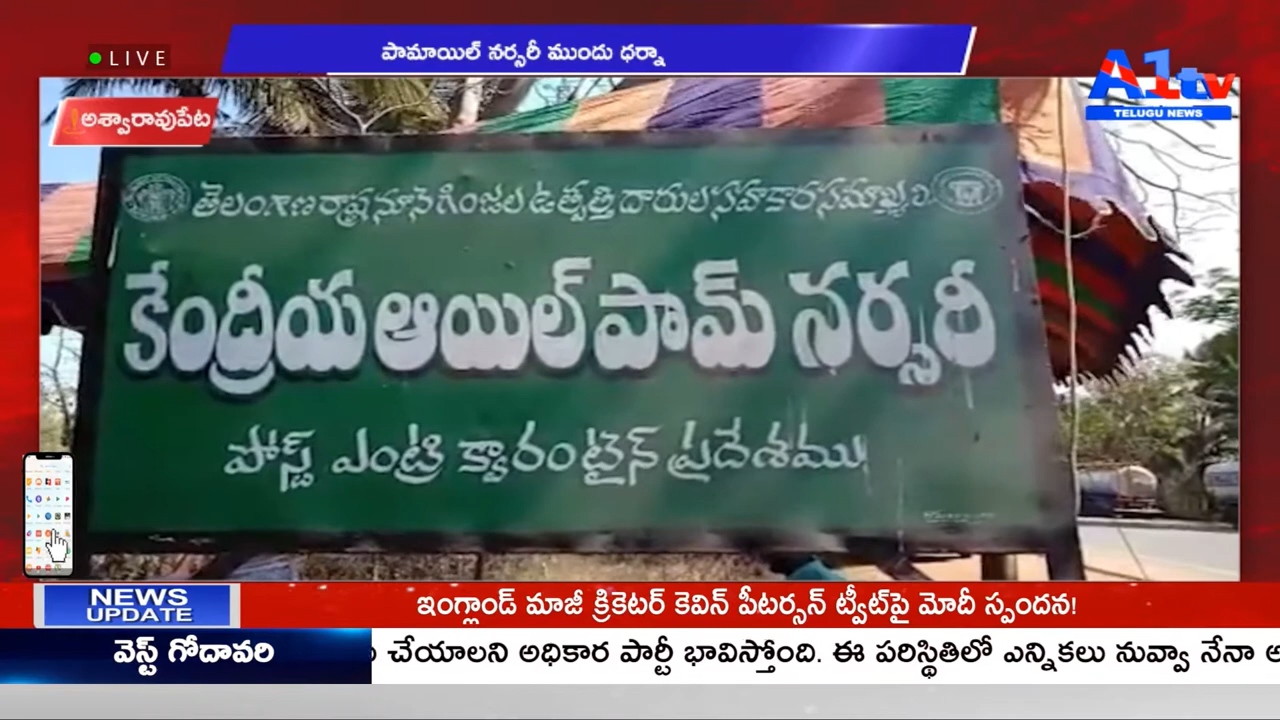 LIVE
పామాయిల్ నర్సరీ ముందు ధర్నా
A1tv
TELUGU NEWS
అశ్వారావుపేట
తెలంగాణ రాష్ట్ర నూనె గింజల ఉత్పత్తిదారుల సహకార సమాఖ్య
కేంద్రీయ ఆయిల్ పామ్ నర్సరీ
పోస్ట్ ఎంట్రి క్వారంటైన్ ప్రదేశము
NEWS
UPDATE
ఇంగ్లాండ్ మాజీ క్రికెటర్ కెవిన్ పీటర్సన్ ట్వీట్‌పై మోదీ స్పందన!
వెస్ట్ గోదావరి
చేయాలని అధికార పార్టీ భావిస్తోంది. ఈ పరిస్థితిలో ఎన్నికలు నువ్వా నేనా